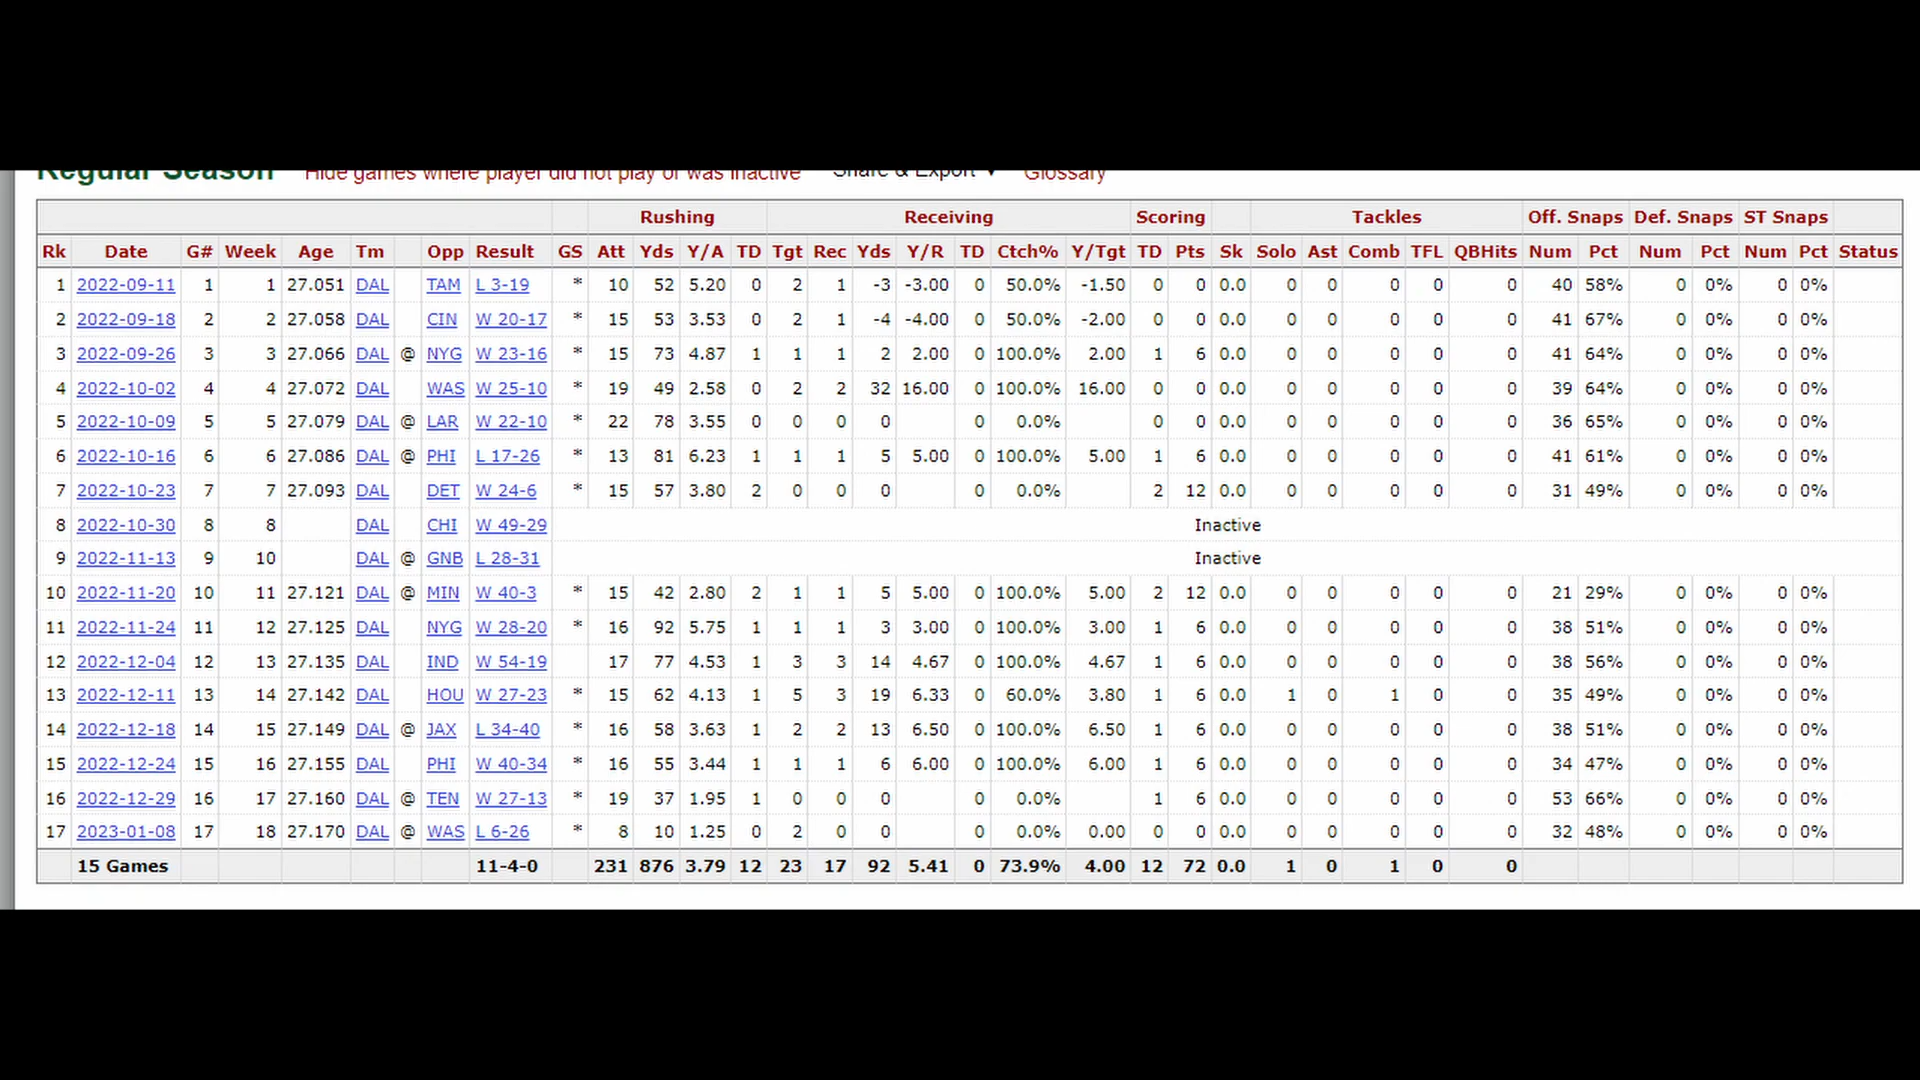 Regular Season Hide games where player did not play or was inactive Share & Export ▼ Glossary
Rushing Receiving Scoring Tackles Off. Snaps Def. Snaps ST Snaps
Rk Date G# Week Age Tm Opp Result GS Att Yds Y/A TD Tgt Rec Yds Y/R TD Ctch% Y/Tgt TD Pts Sk Solo Ast Comb TFL QBHits Num Pct Num Pct Num Pct Status
1 2022-09-11 1 1 27.051 DAL TAM L 3-19 * 10 52 5.20 0 2 1 -3 -3.00 0 50.0% -1.50 0 0 0.0 0 0 0 0 0 40 58% 0 0% 0 0%
2 2022-09-18 2 2 27.058 DAL CIN W 20-17 * 15 53 3.53 0 2 1 -4 -4.00 0 50.0% -2.00 0 0 0.0 0 0 0 0 0 41 67% 0 0% 0 0%
3 2022-09-26 3 3 27.066 DAL @ NYG W 23-16 * 15 73 4.87 1 1 1 2 2.00 0 100.0% 2.00 1 6 0.0 0 0 0 0 0 41 64% 0 0% 0 0%
4 2022-10-02 4 4 27.072 DAL WAS W 25-10 * 19 49 2.58 0 2 2 32 16.00 0 100.0% 16.00 0 0 0.0 0 0 0 0 0 39 64% 0 0% 0 0%
5 2022-10-09 5 5 27.079 DAL @ LAR W 22-10 * 22 78 3.55 0 0 0 0 0 0.0% 0 0 0.0 0 0 0 0 0 36 65% 0 0% 0 0%
6 2022-10-16 6 6 27.086 DAL @ PHI L 17-26 * 13 81 6.23 1 1 1 5 5.00 0 100.0% 5.00 1 6 0.0 0 0 0 0 0 41 61% 0 0% 0 0%
7 2022-10-23 7 7 27.093 DAL DET W 24-6 * 15 57 3.80 2 0 0 0 0 0.0% 2 12 0.0 0 0 0 0 0 31 49% 0 0% 0 0%
8 2022-10-30 8 8 DAL CHI W 49-29 Inactive
9 2022-11-13 9 10 DAL @ GNB L 28-31 Inactive
10 2022-11-20 10 11 27.121 DAL @ MIN W 40-3 * 15 42 2.80 2 1 1 5 5.00 0 100.0% 5.00 2 12 0.0 0 0 0 0 0 21 29% 0 0% 0 0%
11 2022-11-24 11 12 27.125 DAL NYG W 28-20 * 16 92 5.75 1 1 1 3 3.00 0 100.0% 3.00 1 6 0.0 0 0 0 0 0 38 51% 0 0% 0 0%
12 2022-12-04 12 13 27.135 DAL IND W 54-19 17 77 4.53 1 3 3 14 4.67 0 100.0% 4.67 1 6 0.0 0 0 0 0 0 38 56% 0 0% 0 0%
13 2022-12-11 13 14 27.142 DAL HOU W 27-23 * 15 62 4.13 1 5 3 19 6.33 0 60.0% 3.80 1 6 0.0 1 0 1 0 0 35 49% 0 0% 0 0%
14 2022-12-18 14 15 27.149 DAL @ JAX L 34-40 * 16 58 3.63 1 2 2 13 6.50 0 100.0% 6.50 1 6 0.0 0 0 0 0 0 38 51% 0 0% 0 0%
15 2022-12-24 15 16 27.155 DAL PHI W 40-34 * 16 55 3.44 1 1 1 6 6.00 0 100.0% 6.00 1 6 0.0 0 0 0 0 0 34 47% 0 0% 0 0%
16 2022-12-29 16 17 27.160 DAL @ TEN W 27-13 * 19 37 1.95 1 0 0 0 0 0.0% 1 6 0.0 0 0 0 0 0 53 66% 0 0% 0 0%
17 2023-01-08 17 18 27.170 DAL @ WAS L 6-26 * 8 10 1.25 0 2 0 0 0 0.0% 0.00 0 0 0.0 0 0 0 0 0 32 48% 0 0% 0 0%
15 Games 11-4-0 231 876 3.79 12 23 17 92 5.41 0 73.9% 4.00 12 72 0.0 1 0 1 0 0